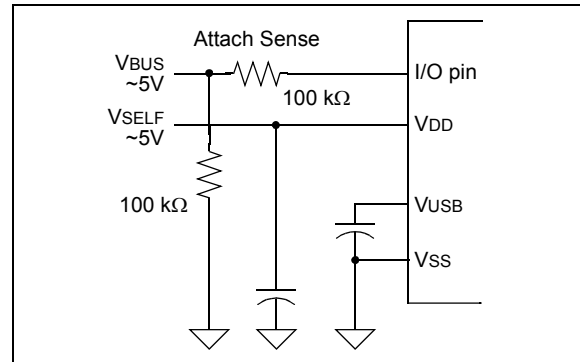 Attach Sense
VBUS
~5V
100 kΩ
I/O pin
VSELF
~5V
VDD
100 kΩ
VUSB
VSS